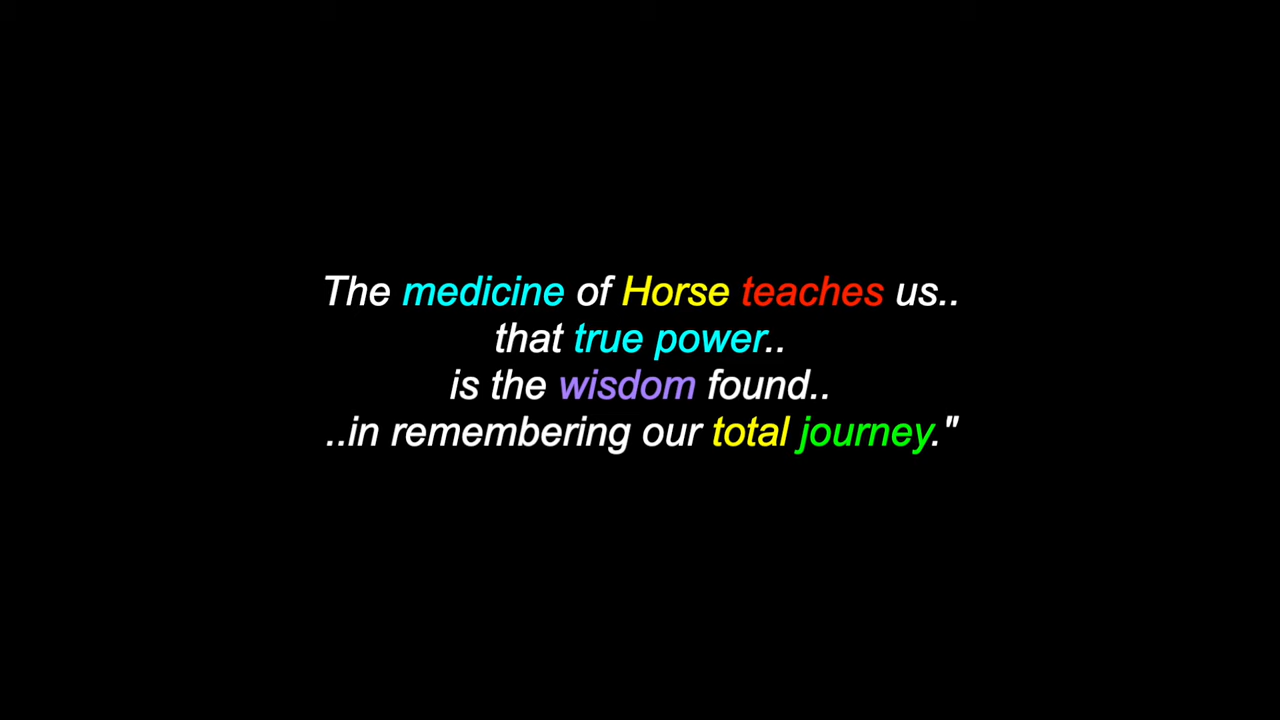 The medicine of Horse teaches us..
that true power..
is the wisdom found..
..in remembering our total journey."